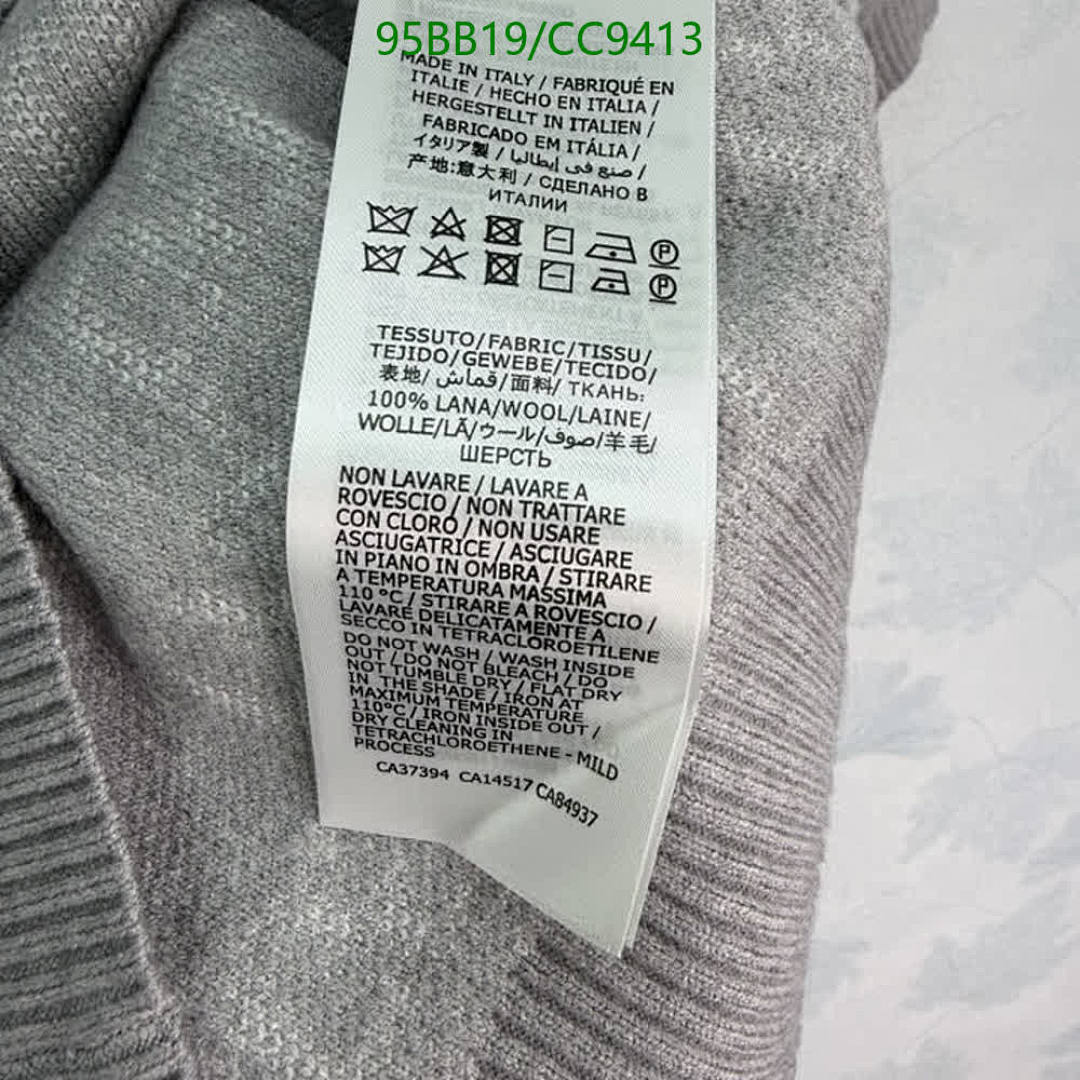 95BB19/CC9413
MADE IN ITALY / FABRIQUÉ EN
ITALIE / HECHO EN ITALIA /
HERGESTELLT IN ITALIEN /
FABRICADO EM ITÁLIA /
イタリア製 / صنع في إيطاليا /
产地:意大利 / СДЕЛАНО В
ИТАЛИИ
TESSUTO/FABRIC/TISSU/
TEJIDO/GEWEBE/TECIDO/
表地/ قماش/面料/ ТКАНЬ:
100% LANA/WOOL/LAINE/
WOLLE/LÃ/ウール/صوف/羊毛/
ШЕРСТЬ
NON LAVARE / LAVARE A
ROVESCIO / NON TRATTARE
CON CLORO / NON USARE
ASCIUGATRICE / ASCIUGARE
IN PIANO IN OMBRA / STIRARE
A TEMPERATURA MASSIMA
110 °C / STIRARE A ROVESCIO /
LAVARE DELICATAMENTE A
SECCO IN TETRACLOROETILENE
DO NOT WASH / WASH INSIDE
OUT / DO NOT BLEACH / DO
NOT TUMBLE DRY / FLAT DRY
IN THE SHADE / IRON AT
MAXIMUM TEMPERATURE
110°C / IRON INSIDE OUT /
DRY CLEANING IN
TETRACHLOROETHENE - MILD
PROCESS
CA37394 CA14517 CA84937